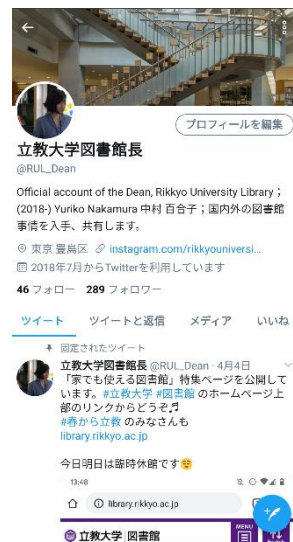 プロフィールを編集
立教大学図書館長
@RUL_Dean
Official account of the Dean, Rikkyo University Library；
(2018-) Yuriko Nakamura 中村 百合子；国内外の図書館
事情を入手、共有します。
東京 豊島区 instagram.com/rikkyouniversi...
2018年7月からTwitterを利用しています
46 フォロー 289 フォロワー
ツイート ツイートと返信 メディア いいね
固定されたツイート
立教大学図書館長 @RUL_Dean · 4月4日
「家でも使える図書館」特集ページを公開して
います。#立教大学 #図書館 のホームページ上
部のリンクからどうぞ♬
#春から立教 のみなさんも
library.rikkyo.ac.jp
今日明日は臨時休館です😌
13:48
library.rikkyo.ac.jp
立教大学 図書館 MENU